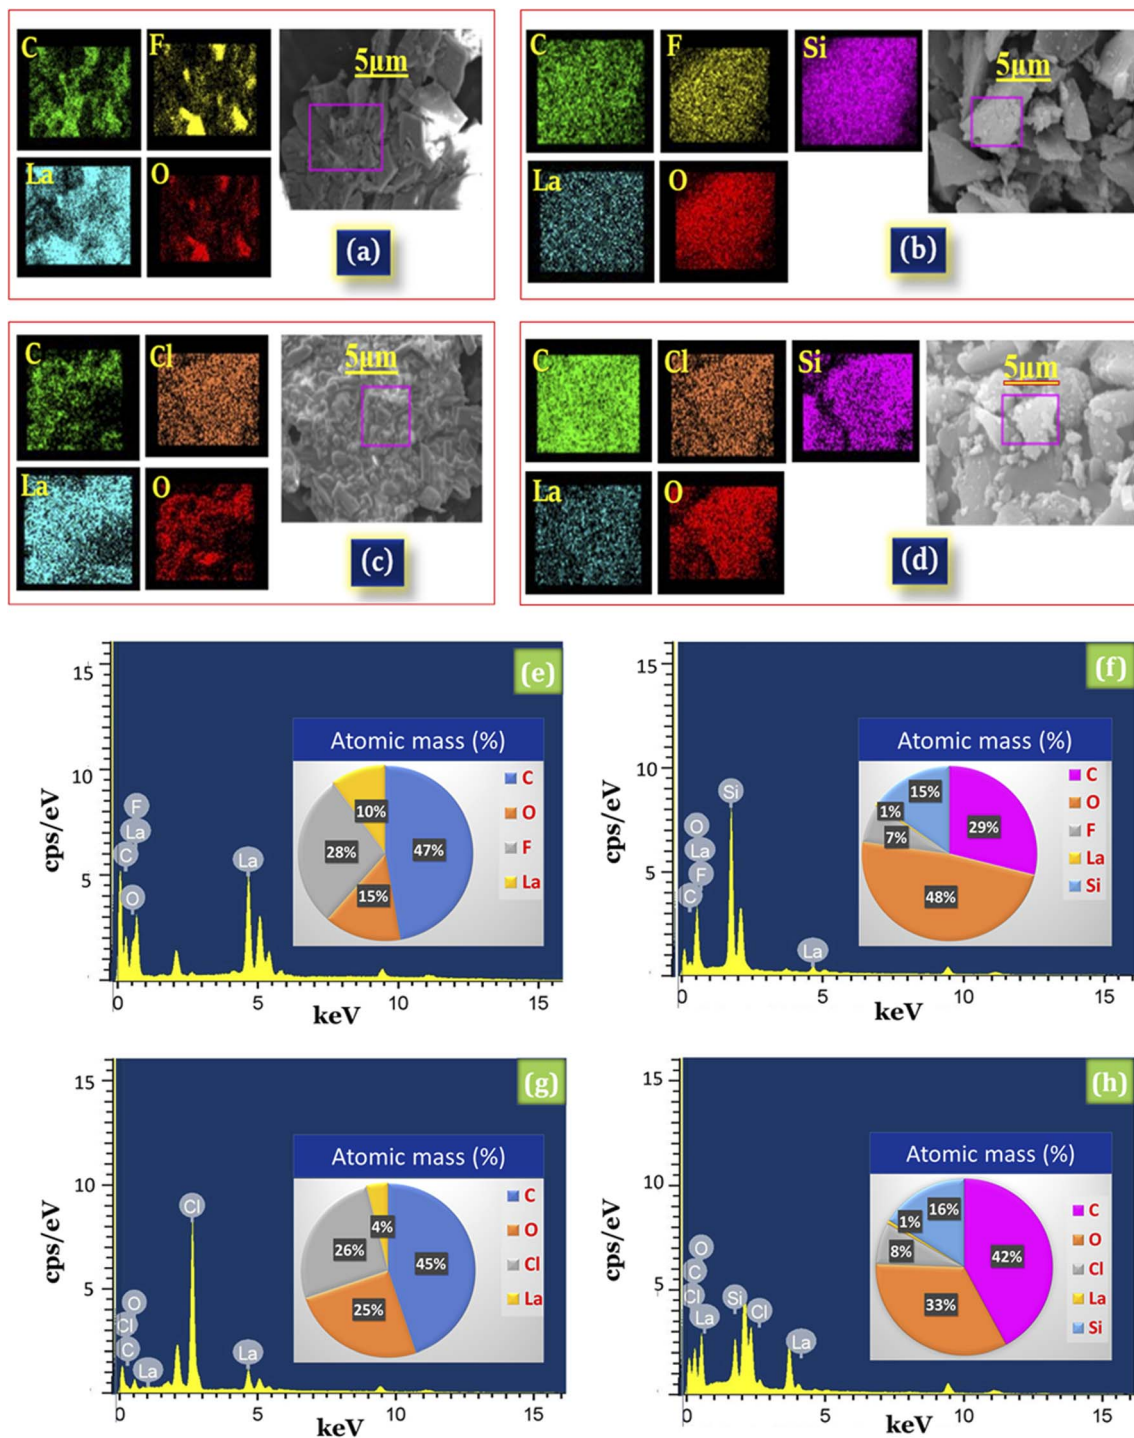 C F
5μm
La O
(a)
C F Si
5μm
La O
(b)
C Cl
5μm
La O
(c)
C Cl Si
5μm
La O
(d)
(e)
15
10
5
cps/eV
Atomic mass (%)
C
O
F
La
10%
28%
47%
15%
F
La
C
O
La
0 5 10 15
keV
(f)
15
10
5
cps/eV
Atomic mass (%)
C
O
F
La
Si
15%
1%
7%
29%
48%
Si
O
La
F
C
La
0 5 10 15
keV
(g)
15
10
5
cps/eV
Atomic mass (%)
C
O
Cl
La
4%
26%
45%
25%
Cl
O
Cl
C
La
La
0 5 10 15
keV
(h)
15
10
5
cps/eV
Atomic mass (%)
C
O
Cl
La
Si
16%
1%
8%
42%
33%
O
C
Cl
La
Si
Cl
La
0 5 10 15
keV